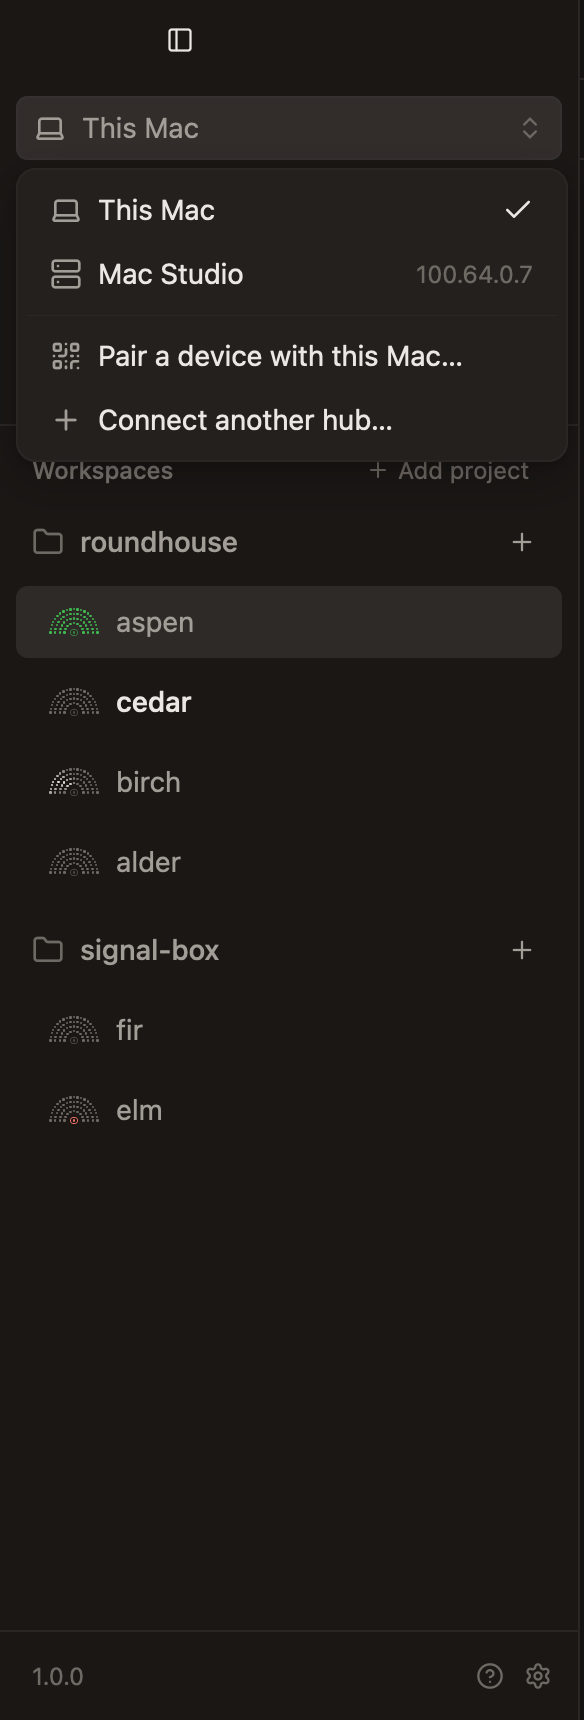 This Mac
This Mac
Mac Studio 100.64.0.7
Pair a device with this Mac...
Connect another hub...
Workspaces + Add project
roundhouse
aspen
cedar
birch
alder
signal-box
fir
elm
1.0.0